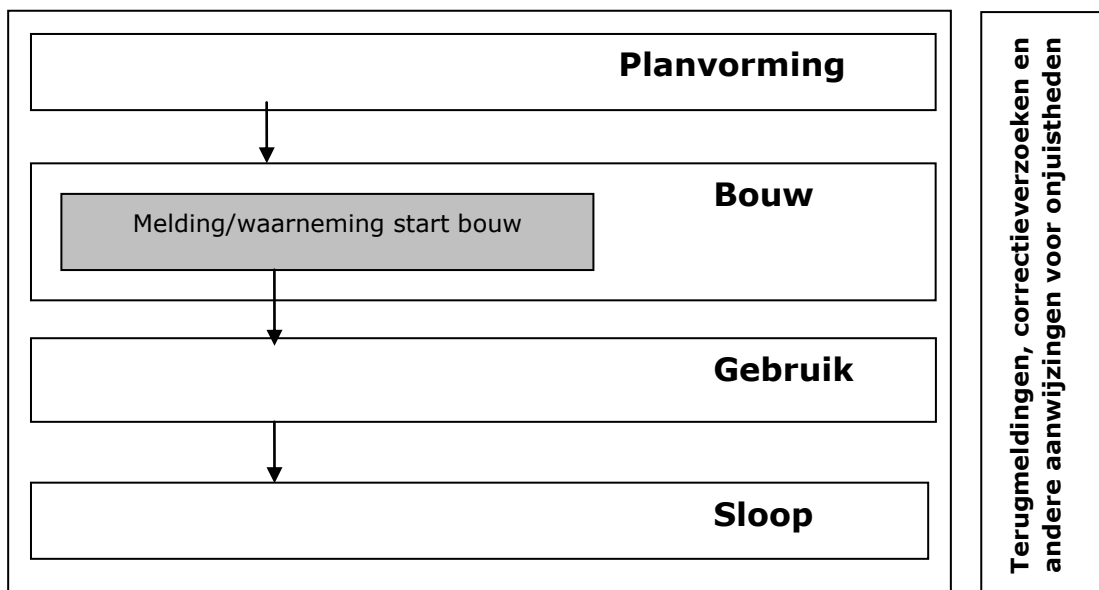 Planvorming
Bouw
Melding/waarneming start bouw
Gebruik
Sloop
Terugmeldingen, correctieverzoeken en
andere aanwijzingen voor onjuistheden